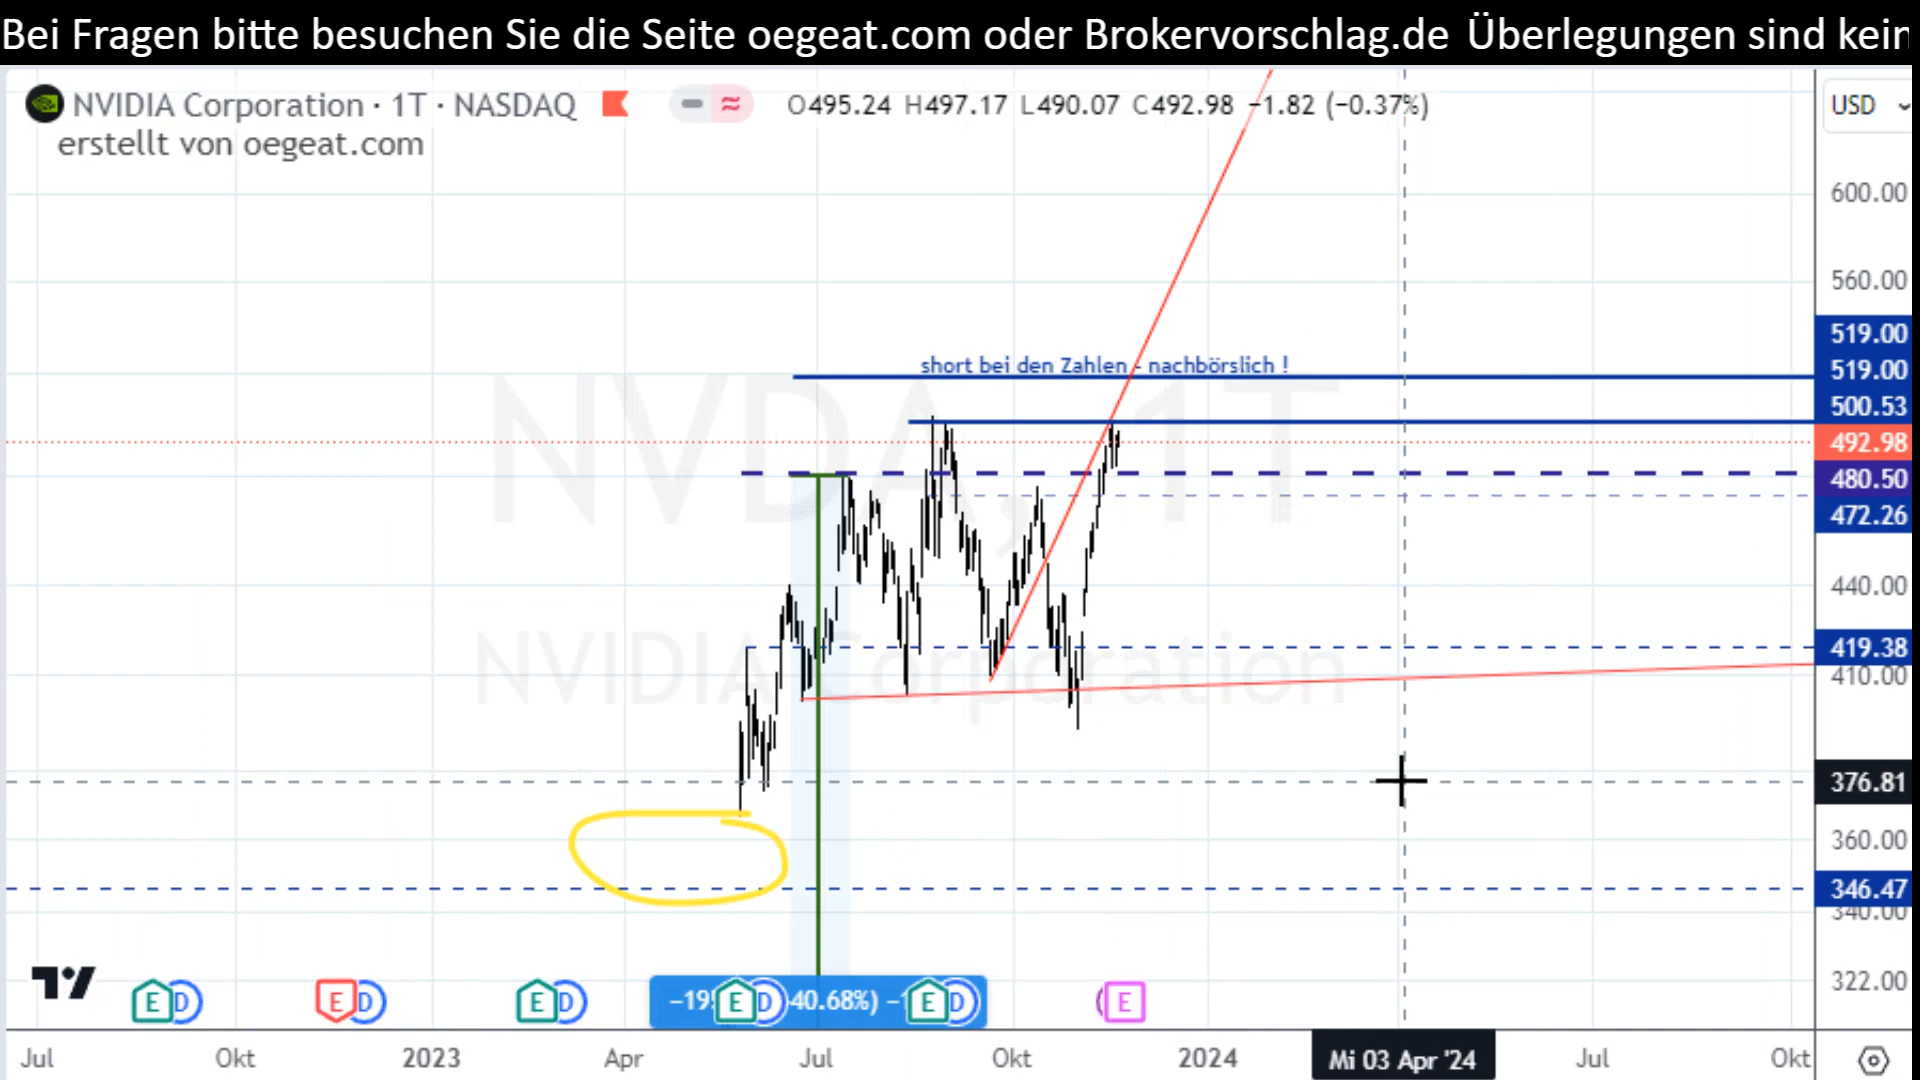 Bei Fragen bitte besuchen Sie die Seite oegeat.com oder Brokervorschlag.de Überlegungen sind kein
NVIDIA Corporation · 1T · NASDAQ
O495.24 H497.17 L490.07 C492.98 −1.82 (−0.37%)
USD
erstellt von oegeat.com
600.00
560.00
519.00
short bei den Zahlen - nachbörslich !
519.00
500.53
NVDA, 1T
492.98
480.50
472.26
440.00
419.38
NVIDIA Corporation
410.00
376.81
360.00
346.47
340.00
322.00
E D
E D
E D
−19
E D
40.68%) −
E D
E
Jul
Okt
2023
Apr
Jul
Okt
2024
Mi 03 Apr '24
Jul
Okt